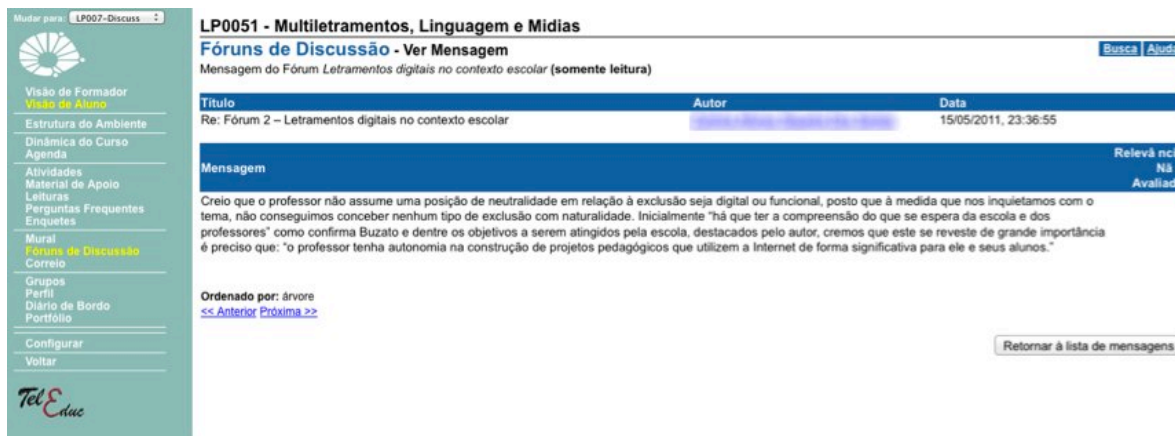 Mudar para: LP007-Discuss
Visão de Formador
Visão de Aluno
Estrutura do Ambiente
Dinâmica do Curso
Agenda
Atividades
Material de Apoio
Leituras
Perguntas Frequentes
Enquetes
Mural
Fóruns de Discussão
Correio
Grupos
Perfil
Diário de Bordo
Portfólio
Configurar
Voltar
TelEduc
LP0051 - Multiletramentos, Linguagem e Midias
Fóruns de Discussão - Ver Mensagem
Busca Ajuda
Mensagem do Fórum Letramentos digitais no contexto escolar (somente leitura)
Título Autor Data
Re: Fórum 2 – Letramentos digitais no contexto escolar 15/05/2011, 23:36:55
Relevâ nci
Mensagem Nã
Avaliad
Creio que o professor não assume uma posição de neutralidade em relação à exclusão seja digital ou funcional, posto que à medida que nos inquietamos com o
tema, não conseguimos conceber nenhum tipo de exclusão com naturalidade. Inicialmente "há que ter a compreensão do que se espera da escola e dos
professores" como confirma Buzato e dentre os objetivos a serem atingidos pela escola, destacados pelo autor, cremos que este se reveste de grande importância
é preciso que: "o professor tenha autonomia na construção de projetos pedagógicos que utilizem a Internet de forma significativa para ele e seus alunos."
Ordenado por: árvore
<< Anterior Próxima >>
Retornar à lista de mensagens